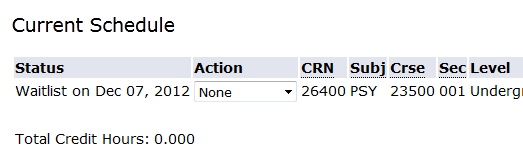 Current Schedule
Status Action CRN Subj Crse Sec Level
Waitlist on Dec 07, 2012 None 26400 PSY 23500 001 Undergr
Total Credit Hours: 0.000